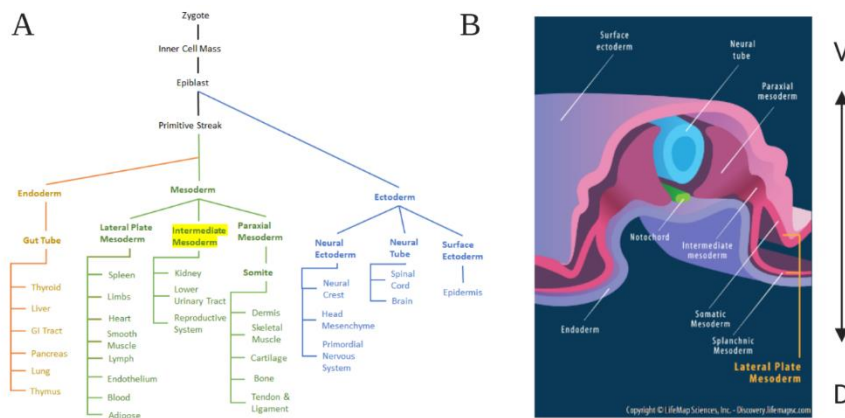 A
Zygote
Inner Cell Mass
Epiblast
Primitive Streak
Endoderm
Mesoderm
Ectoderm
Gut Tube
Lateral Plate
Mesoderm
Intermediate
Mesoderm
Paraxial
Mesoderm
Somite
Neural
Ectoderm
Neural
Tube
Surface
Ectoderm
Thyroid
Liver
GI Tract
Pancreas
Lung
Thymus
Spleen
Limbs
Heart
Smooth
Muscle
Lymph
Endothelium
Blood
Adipose
Kidney
Lower
Urinary Tract
Reproductive
System
Dermis
Skeletal
Muscle
Cartilage
Bone
Tendon &
Ligament
Neural
Crest
Head
Mesenchyme
Primordial
Nervous
System
Spinal
Cord
Brain
Epidermis
B
Surface
ectoderm
Neural
tube
Paraxial
mesoderm
Notochord
Intermediate
mesoderm
Endoderm
Somatic
Mesoderm
Splanchnic
Mesoderm
Lateral Plate
Mesoderm
Copyright © LifeMap Sciences, Inc - Discovery.lifemapsc.com
V
D